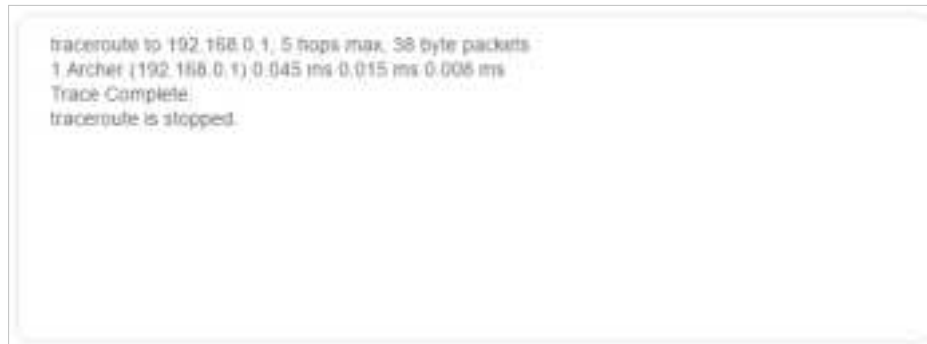 traceroute to 192.168.0.1, 5 hops max, 38 byte packets
1 Archer (192.168.0.1) 0.045 ms 0.015 ms 0.008 ms
Trace Complete.
traceroute is stopped.